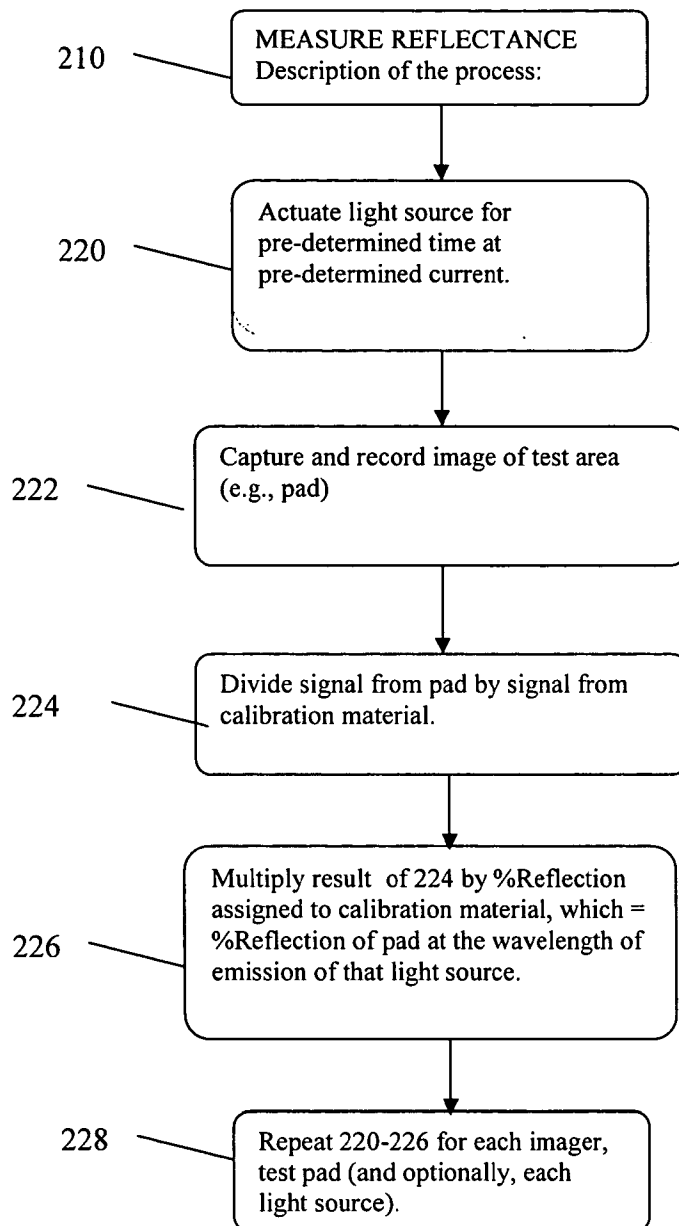 210
MEASURE REFLECTANCE
Description of the process:
220
Actuate light source for
pre-determined time at
pre-determined current.
222
Capture and record image of test area
(e.g., pad)
224
Divide signal from pad by signal from
calibration material.
226
Multiply result of 224 by %Reflection
assigned to calibration material, which =
%Reflection of pad at the wavelength of
emission of that light source.
228
Repeat 220-226 for each imager,
test pad (and optionally, each
light source).